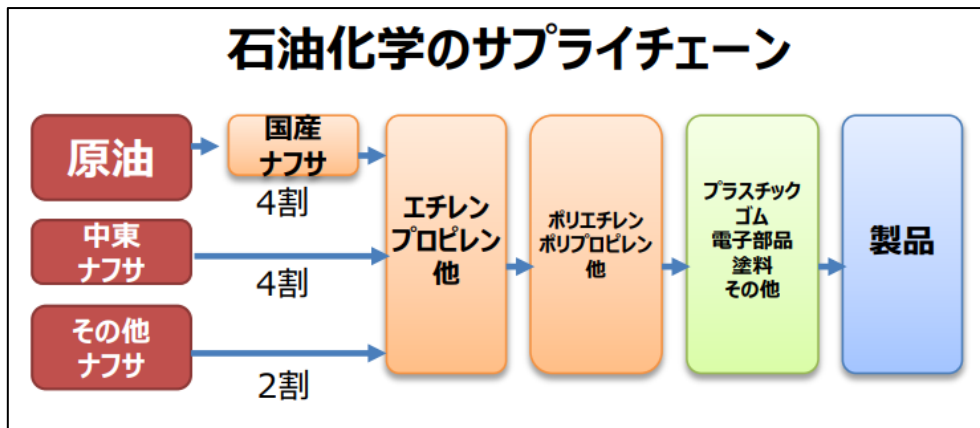 石油化学のサプライチェーン
原油
国産
ナフサ
4割
中東
ナフサ
4割
その他
ナフサ
2割
エチレン
プロピレン
他
ポリエチレン
ポリプロピレン
他
プラスチック
ゴム
電子部品
塗料
その他
製品